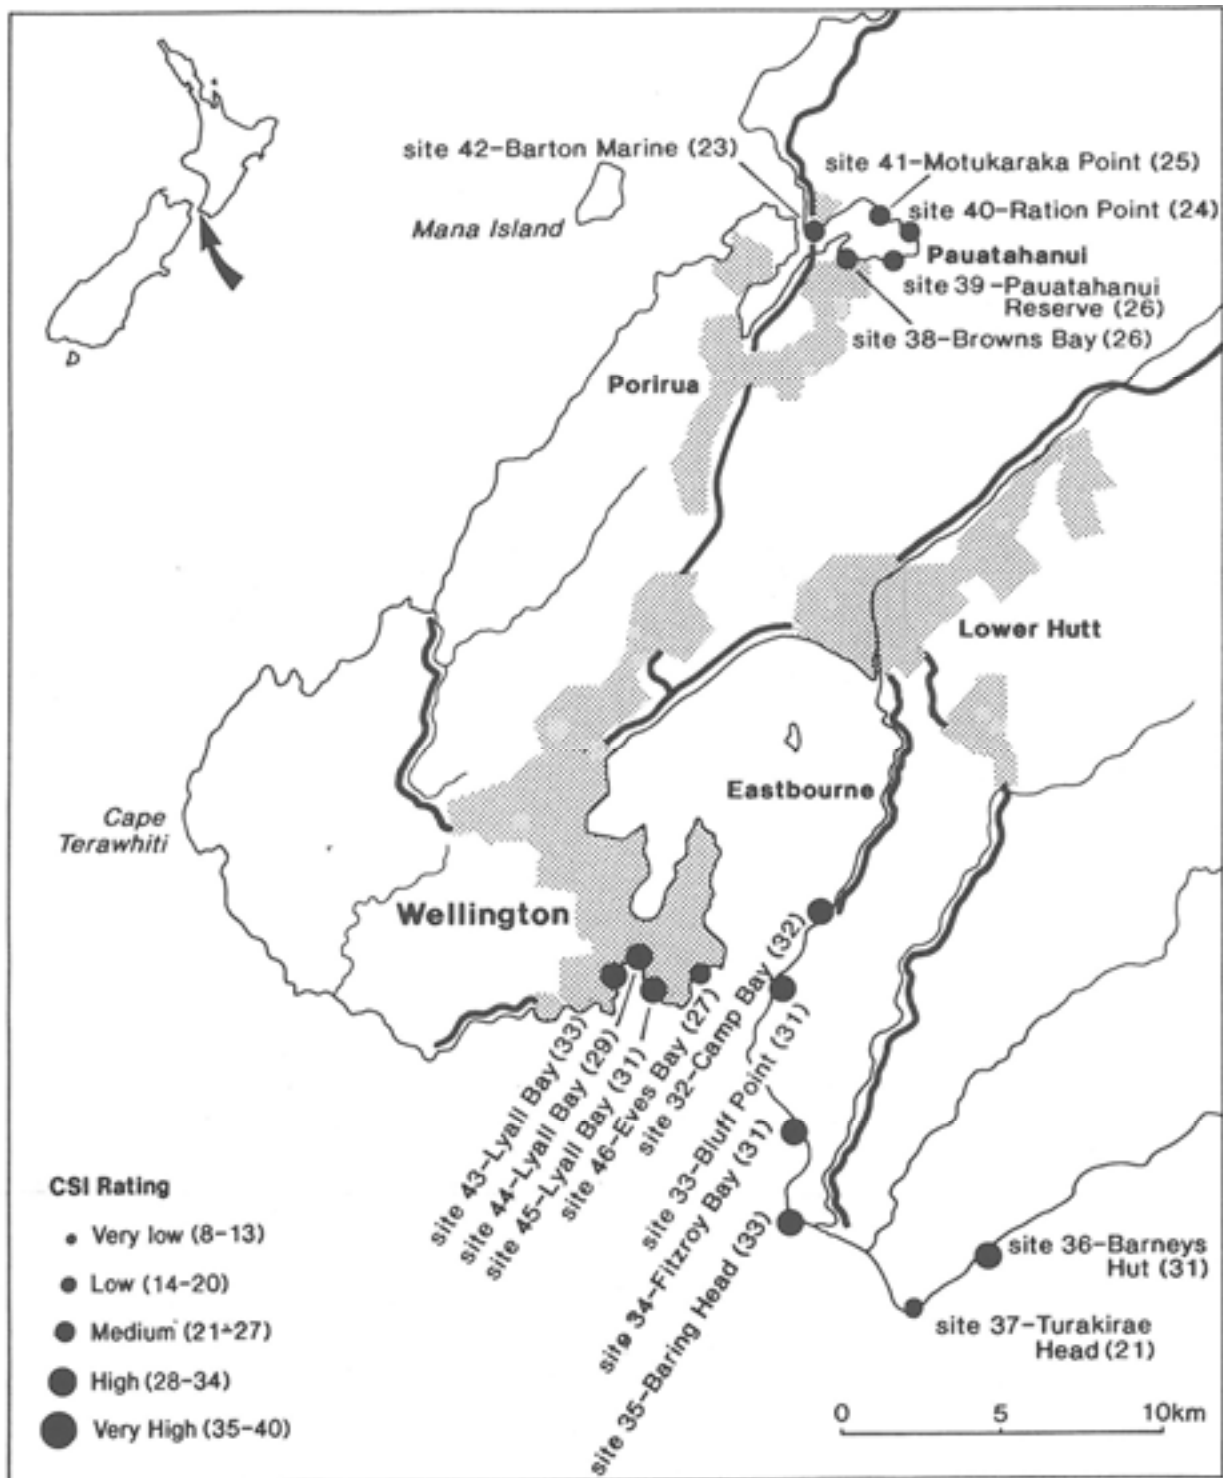 site 42-Barton Marine (23)
site 41-Motukaraka Point (25)
Mana Island
site 40-Ration Point (24)
Pauatahanui
site 39-Pauatahanui
Reserve (26)
site 38-Browns Bay (26)
Porirua
Lower Hutt
Eastbourne
Cape
Terawhiti
Wellington
site 43-Lyall Bay (33)
site 44-Lyall Bay (29)
site 45-Lyall Bay (31)
site 46-Eves Bay (27)
site 32-Camp Bay (32)
site 33-Bluff Point (31)
site 34-Fitzroy Bay (31)
site 35-Baring Head (33)
site 36-Barneys
Hut (31)
site 37-Turakirae
Head (21)
CSI Rating
Very low (8-13)
Low (14-20)
Medium (21-27)
High (28-34)
Very High (35-40)
0 5 10km